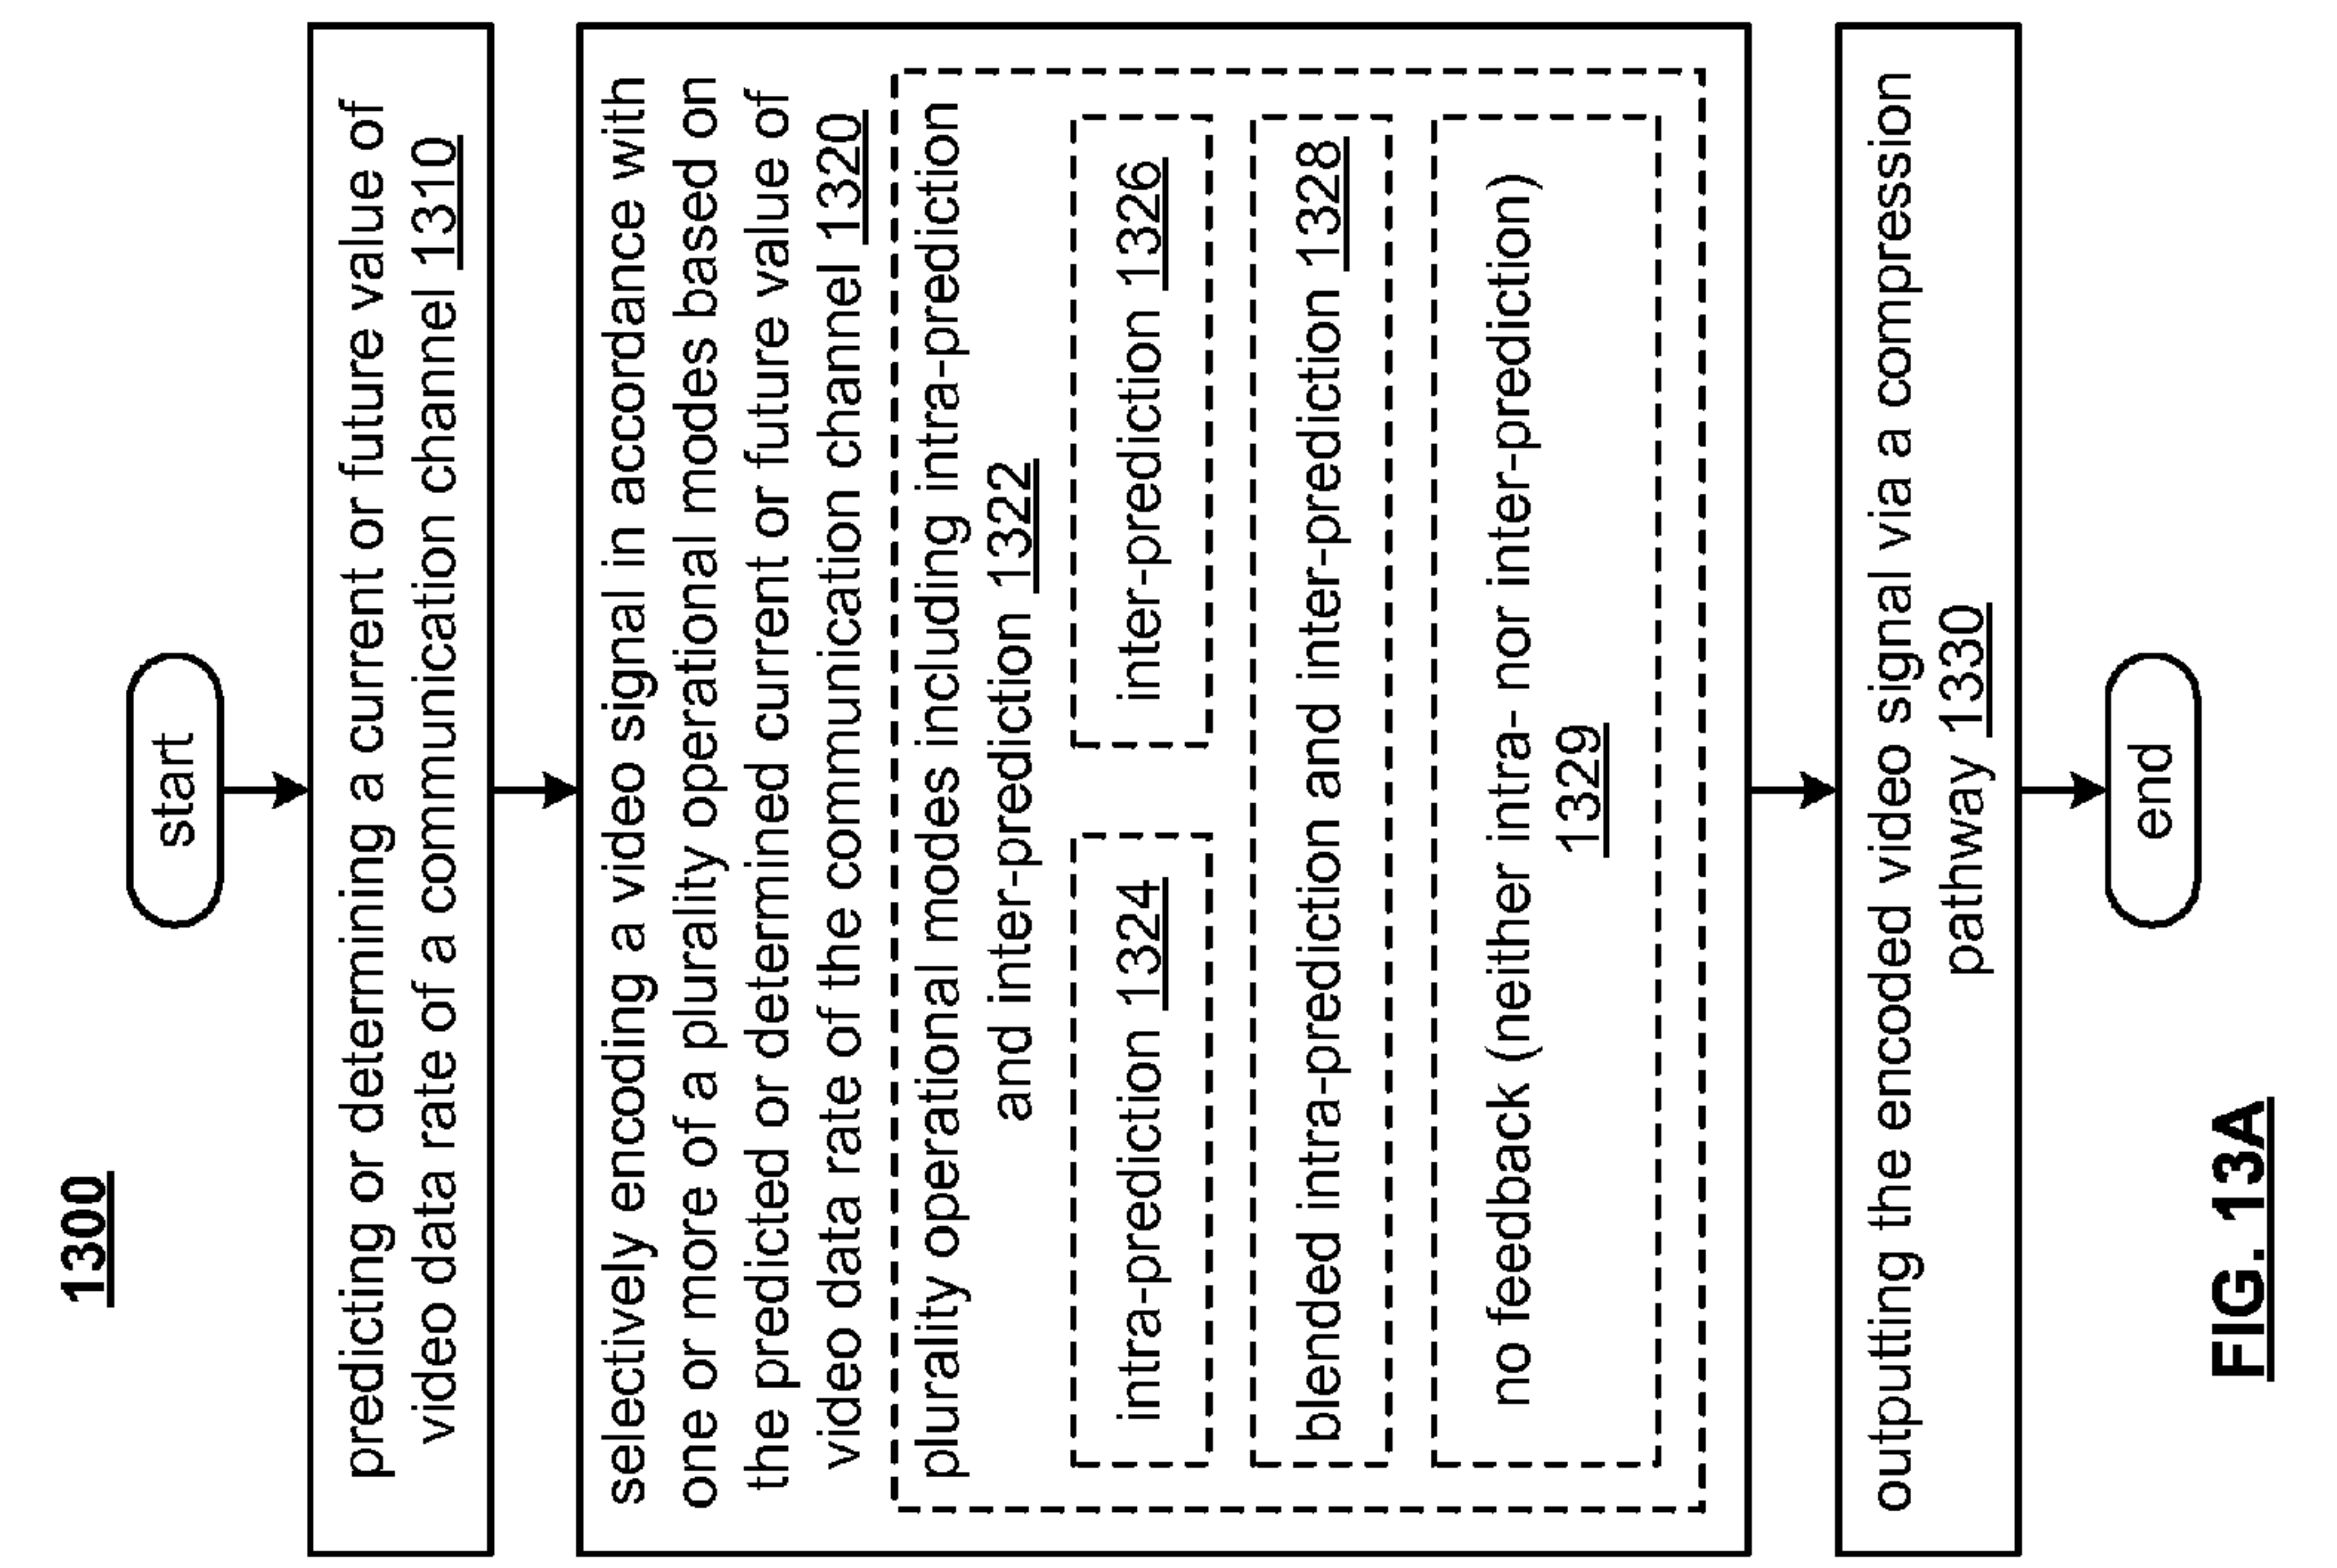 1300
start
predicting or determining a current or future value of
video data rate of a communication channel 1310
selectively encoding a video signal in accordance with
one or more of a plurality operational modes based on
the predicted or determined current or future value of
video data rate of the communication channel 1320
plurality operational modes including intra-prediction
and inter-prediction 1322
intra-prediction 1324
inter-prediction 1326
blended intra-prediction and inter-prediction 1328
no feedback (neither intra- nor inter-prediction)
1329
outputting the encoded video signal via a compression
pathway 1330
end
FIG. 13A